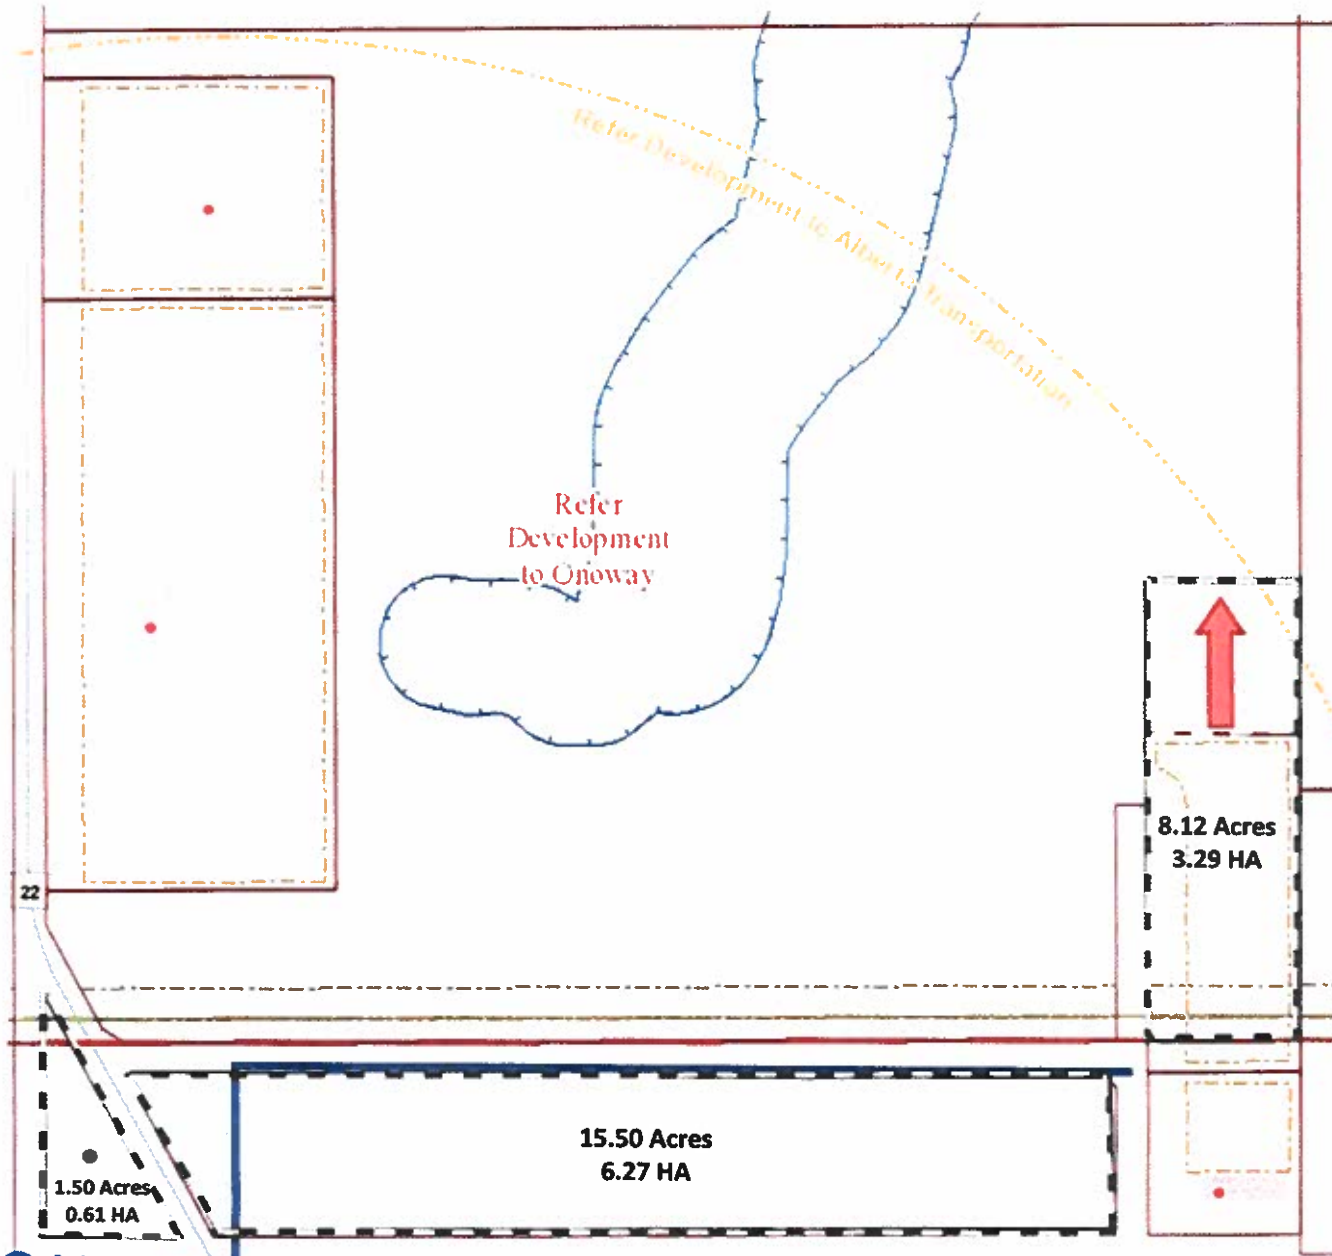 Refer Development to Alberta Transportation
Refer
Development
to Onoway
8.12 Acres
3.29 HA
22
15.50 Acres
6.27 HA
1.50 Acres
0.61 HA